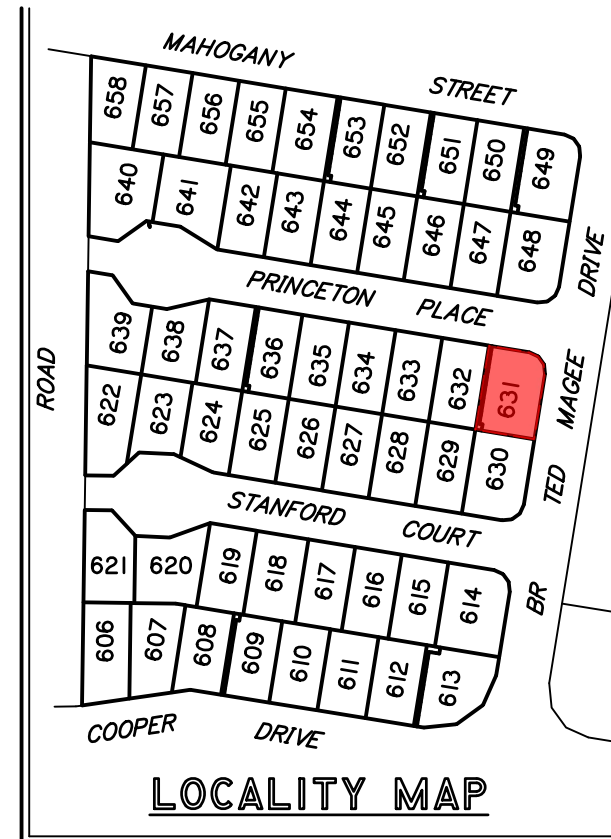 MAHOGANY STREET
658 657 656 655 654 653 652 651 650 649
640 641 642 643 644 645 646 647 648
DRIVE
PRINCETON PLACE
639 638 637 636 635 634 633 632 631
MAGEE
ROAD
622 623 624 625 626 627 628 629 630
TED
STANFORD COURT
621 620 619 618 617 616 615 614
BR
606 607 608 609 610 611 612 613
COOPER DRIVE
LOCALITY MAP